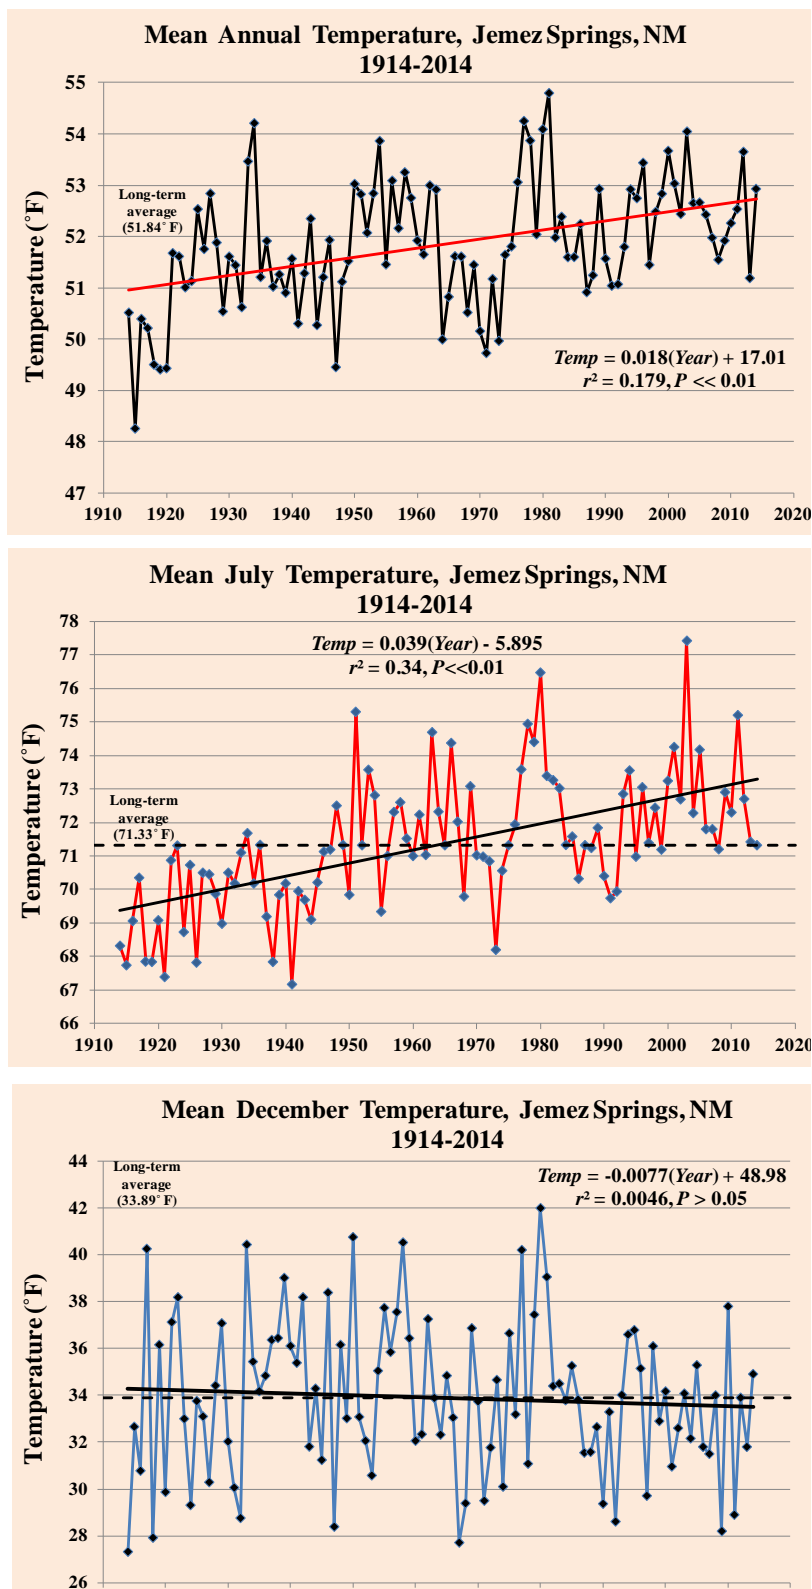 Mean Annual Temperature, Jemez Springs, NM
1914-2014
55
54
53
52
51
50
49
48
47
Temperature (˚F)
Long-term
average
(51.84˚F)
Temp = 0.018(Year) + 17.01
r² = 0.179, P << 0.01
1910 1920 1930 1940 1950 1960 1970 1980 1990 2000 2010 2020
Mean July Temperature, Jemez Springs, NM
1914-2014
78
77
76
75
74
73
72
71
70
69
68
67
66
Temperature (˚F)
Temp = 0.039(Year) - 5.895
r² = 0.34, P<<0.01
Long-term
average
(71.33˚F)
1910 1920 1930 1940 1950 1960 1970 1980 1990 2000 2010 2020
Mean December Temperature, Jemez Springs, NM
1914-2014
44
42
40
38
36
34
32
30
28
26
Temperature (˚F)
Long-term
average
(33.89˚F)
Temp = -0.0077(Year) + 48.98
r² = 0.0046, P > 0.05